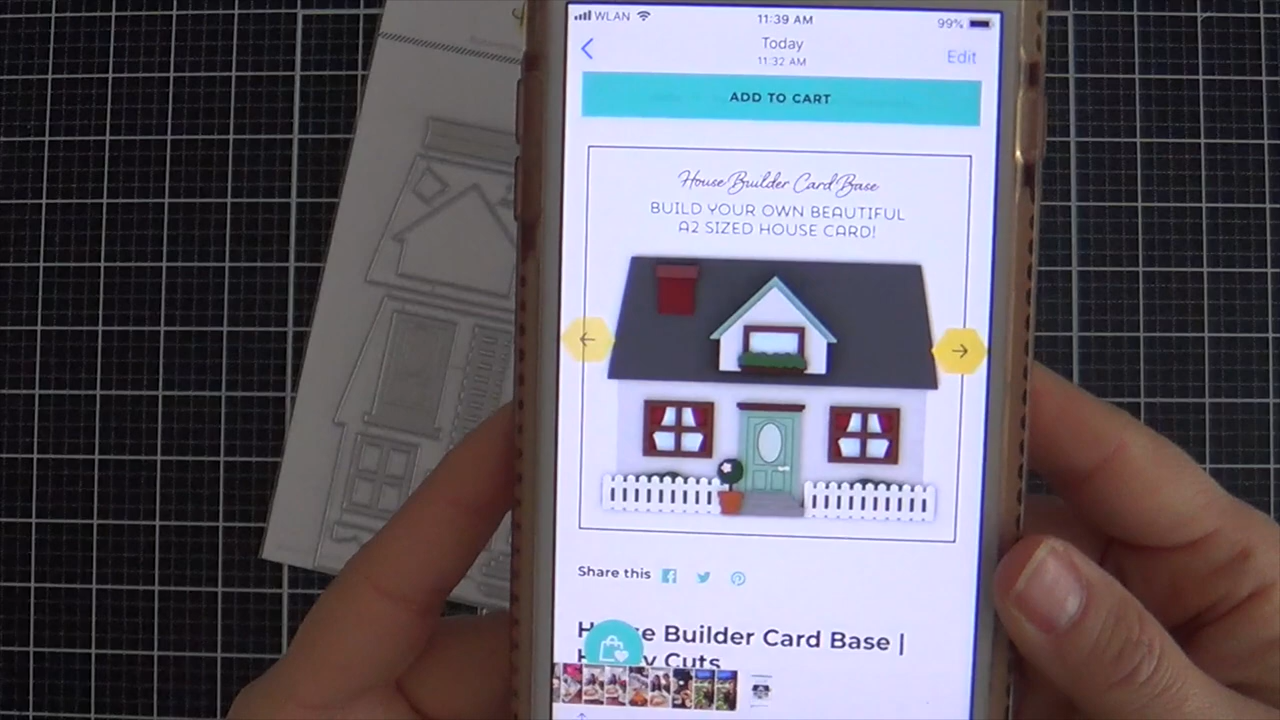 WLAN 11:39 AM 99%
Today
11:32 AM
Edit
ADD TO CART
House Builder Card Base
BUILD YOUR OWN BEAUTIFUL
A2 SIZED HOUSE CARD!
Share this
Builder Card Base |
Cuts